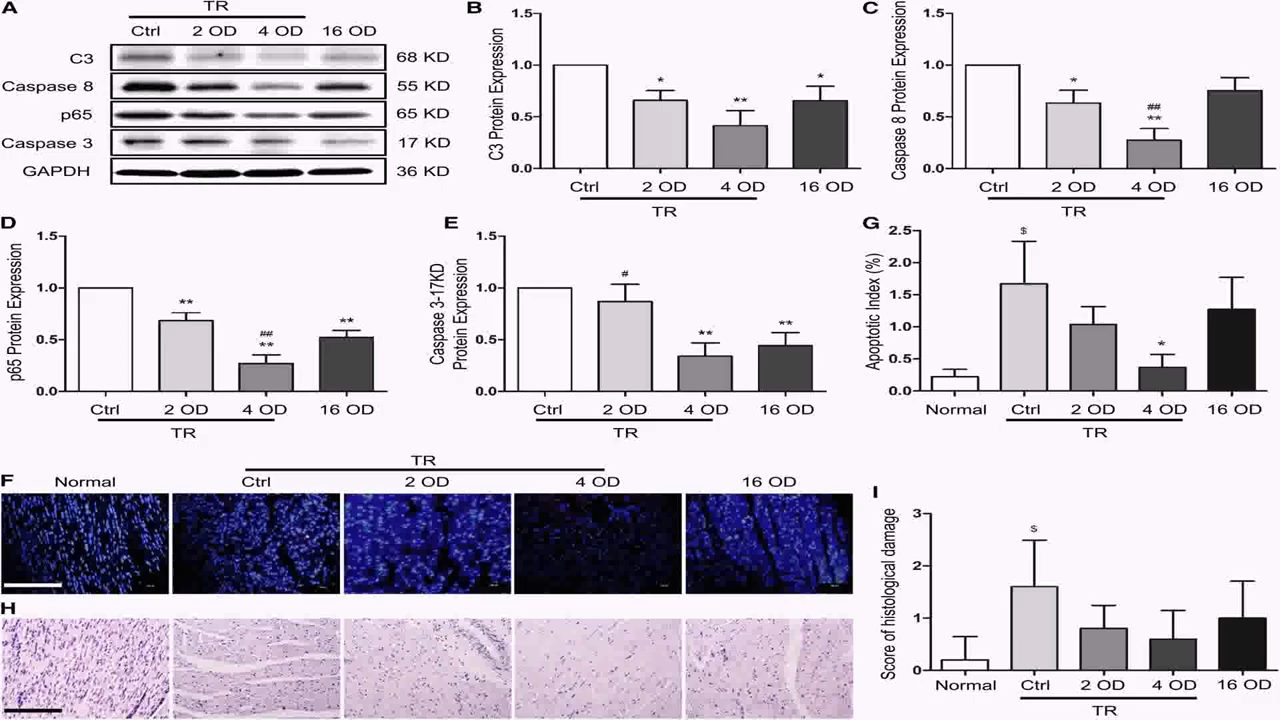 A
TR
Ctrl 2 OD 4 OD 16 OD
C3 68 KD
Caspase 8 55 KD
p65 65 KD
Caspase 3 17 KD
GAPDH 36 KD
B
C3 Protein Expression
1.5
1.0
0.5
0.0
*
**
*
Ctrl 2 OD 4 OD 16 OD
TR
C
Caspase 8 Protein Expression
1.5
1.0
0.5
0.0
*
##
**
Ctrl 2 OD 4 OD 16 OD
TR
D
p65 Protein Expression
1.5
1.0
0.5
0.0
**
##
**
**
Ctrl 2 OD 4 OD 16 OD
TR
E
Caspase 3-17KD
Protein Expression
1.5
1.0
0.5
0.0
#
**
**
Ctrl 2 OD 4 OD 16 OD
TR
G
Apoptotic Index (%)
2.5
2.0
1.5
1.0
0.5
0.0
$
*
Normal Ctrl 2 OD 4 OD 16 OD
TR
F
TR
Normal Ctrl 2 OD 4 OD 16 OD
H
I
Score of histological damage
3
2
1
0
$
Normal Ctrl 2 OD 4 OD 16 OD
TR